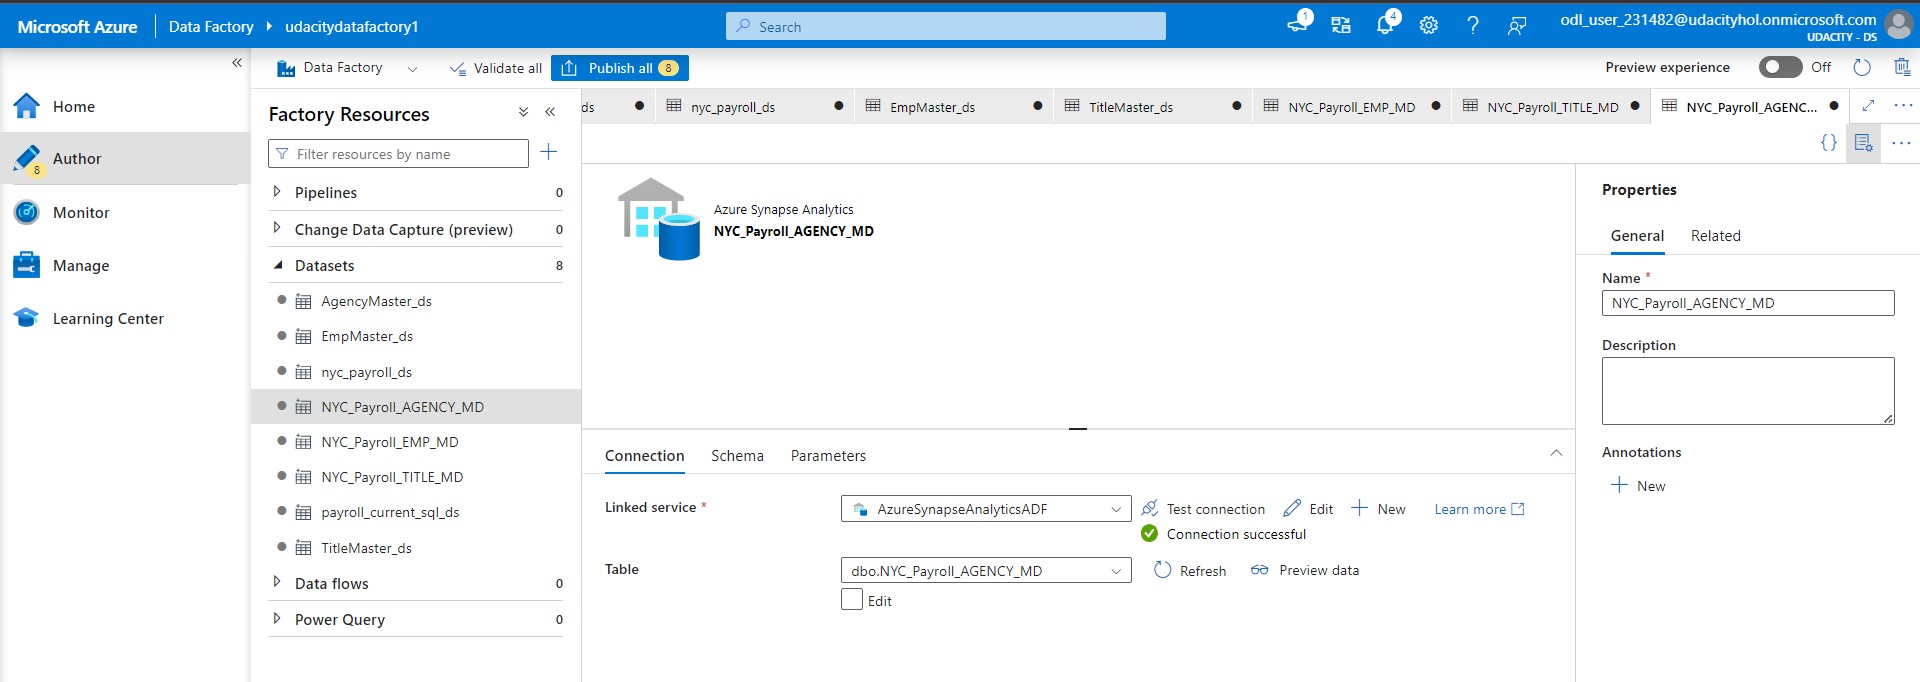 Microsoft Azure Data Factory udacitydatafactory1 Search 1 4 odl_user_231482@udacityhol.onmicrosoft.com
UDACITY - DS
Data Factory Validate all Publish all 8 Preview experience Off
Home
Author
8
Monitor
Manage
Learning Center
Factory Resources
Filter resources by name
Pipelines 0
Change Data Capture (preview) 0
Datasets 8
AgencyMaster_ds
EmpMaster_ds
nyc_payroll_ds
NYC_Payroll_AGENCY_MD
NYC_Payroll_EMP_MD
NYC_Payroll_TITLE_MD
payroll_current_sql_ds
TitleMaster_ds
Data flows 0
Power Query 0
ds nyc_payroll_ds EmpMaster_ds TitleMaster_ds NYC_Payroll_EMP_MD NYC_Payroll_TITLE_MD NYC_Payroll_AGENC...
Azure Synapse Analytics
NYC_Payroll_AGENCY_MD
Connection Schema Parameters
Linked service * AzureSynapseAnalyticsADF Test connection Edit New Learn more
Connection successful
Table dbo.NYC_Payroll_AGENCY_MD Refresh Preview data
Edit
Properties
General Related
Name *
NYC_Payroll_AGENCY_MD
Description
Annotations
New